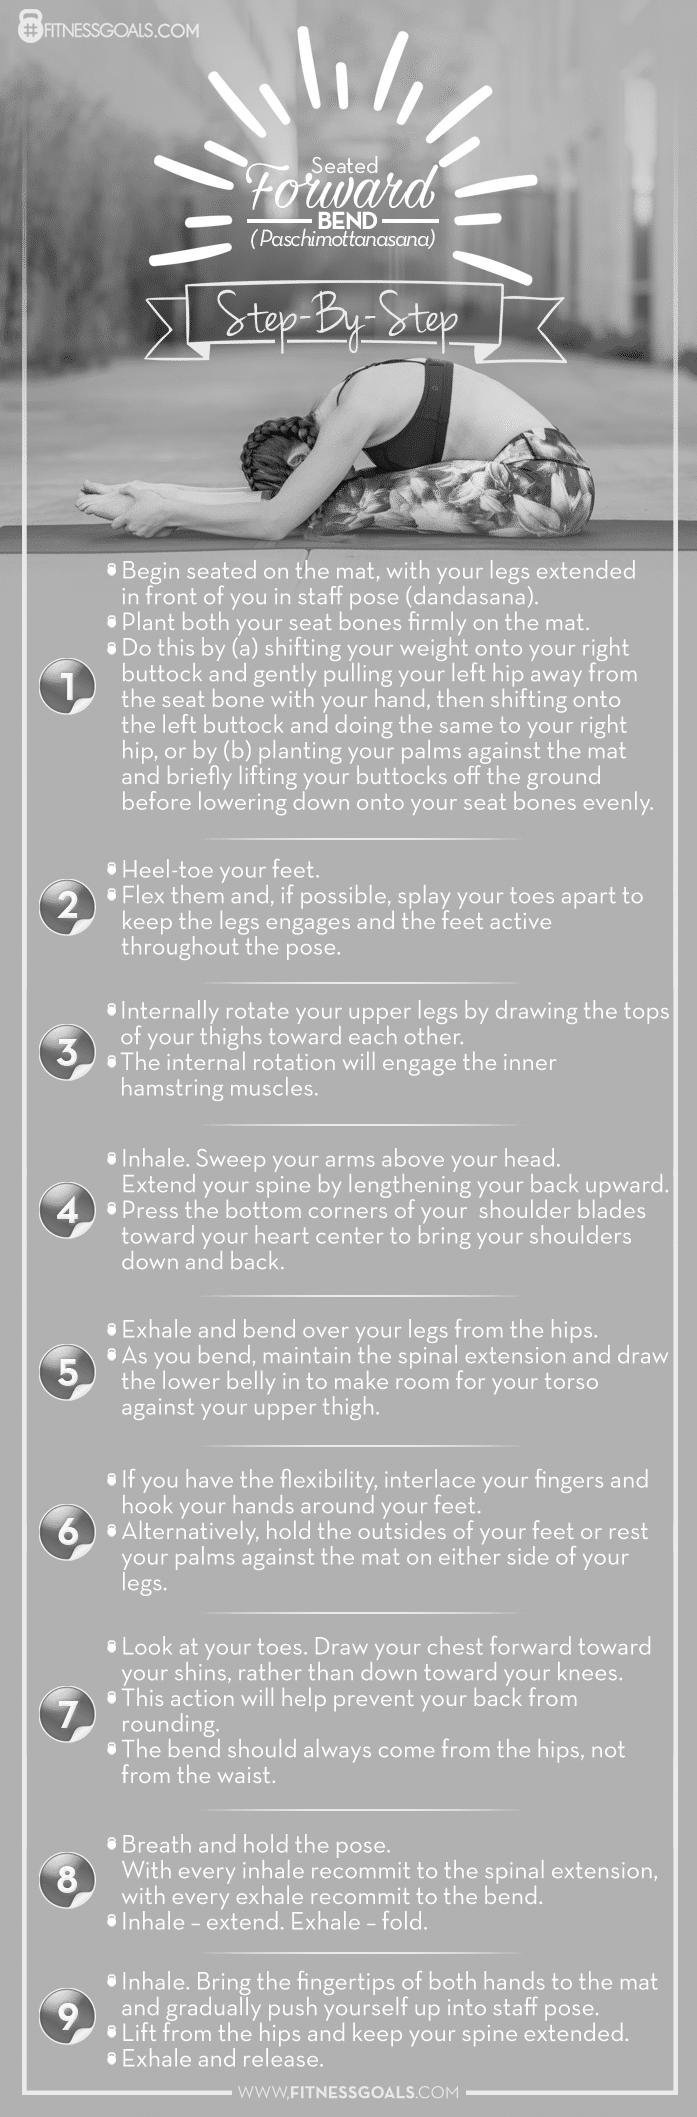 #FITNESSGOALS.COM
Seated
Forward
BEND
(Paschimottanasana)
Step-By-Step
1
Begin seated on the mat, with your legs extended
in front of you in staff pose (dandasana).
Plant both your seat bones firmly on the mat.
Do this by (a) shifting your weight onto your right
buttock and gently pulling your left hip away from
the seat bone with your hand, then shifting onto
the left buttock and doing the same to your right
hip, or by (b) planting your palms against the mat
and briefly lifting your buttocks off the ground
before lowering down onto your seat bones evenly.
2
Heel-toe your feet.
Flex them and, if possible, splay your toes apart to
keep the legs engages and the feet active
throughout the pose.
3
Internally rotate your upper legs by drawing the tops
of your thighs toward each other.
The internal rotation will engage the inner
hamstring muscles.
4
Inhale. Sweep your arms above your head.
Extend your spine by lengthening your back upward.
Press the bottom corners of your shoulder blades
toward your heart center to bring your shoulders
down and back.
5
Exhale and bend over your legs from the hips.
As you bend, maintain the spinal extension and draw
the lower belly in to make room for your torso
against your upper thigh.
6
If you have the flexibility, interlace your fingers and
hook your hands around your feet.
Alternatively, hold the outsides of your feet or rest
your palms against the mat on either side of your
legs.
7
Look at your toes. Draw your chest forward toward
your shins, rather than down toward your knees.
This action will help prevent your back from
rounding.
The bend should always come from the hips, not
from the waist.
8
Breath and hold the pose.
With every inhale recommit to the spinal extension,
with every exhale recommit to the bend.
Inhale – extend. Exhale – fold.
9
Inhale. Bring the fingertips of both hands to the mat
and gradually push yourself up into staff pose.
Lift from the hips and keep your spine extended.
Exhale and release.
WWW.FITNESSGOALS.COM